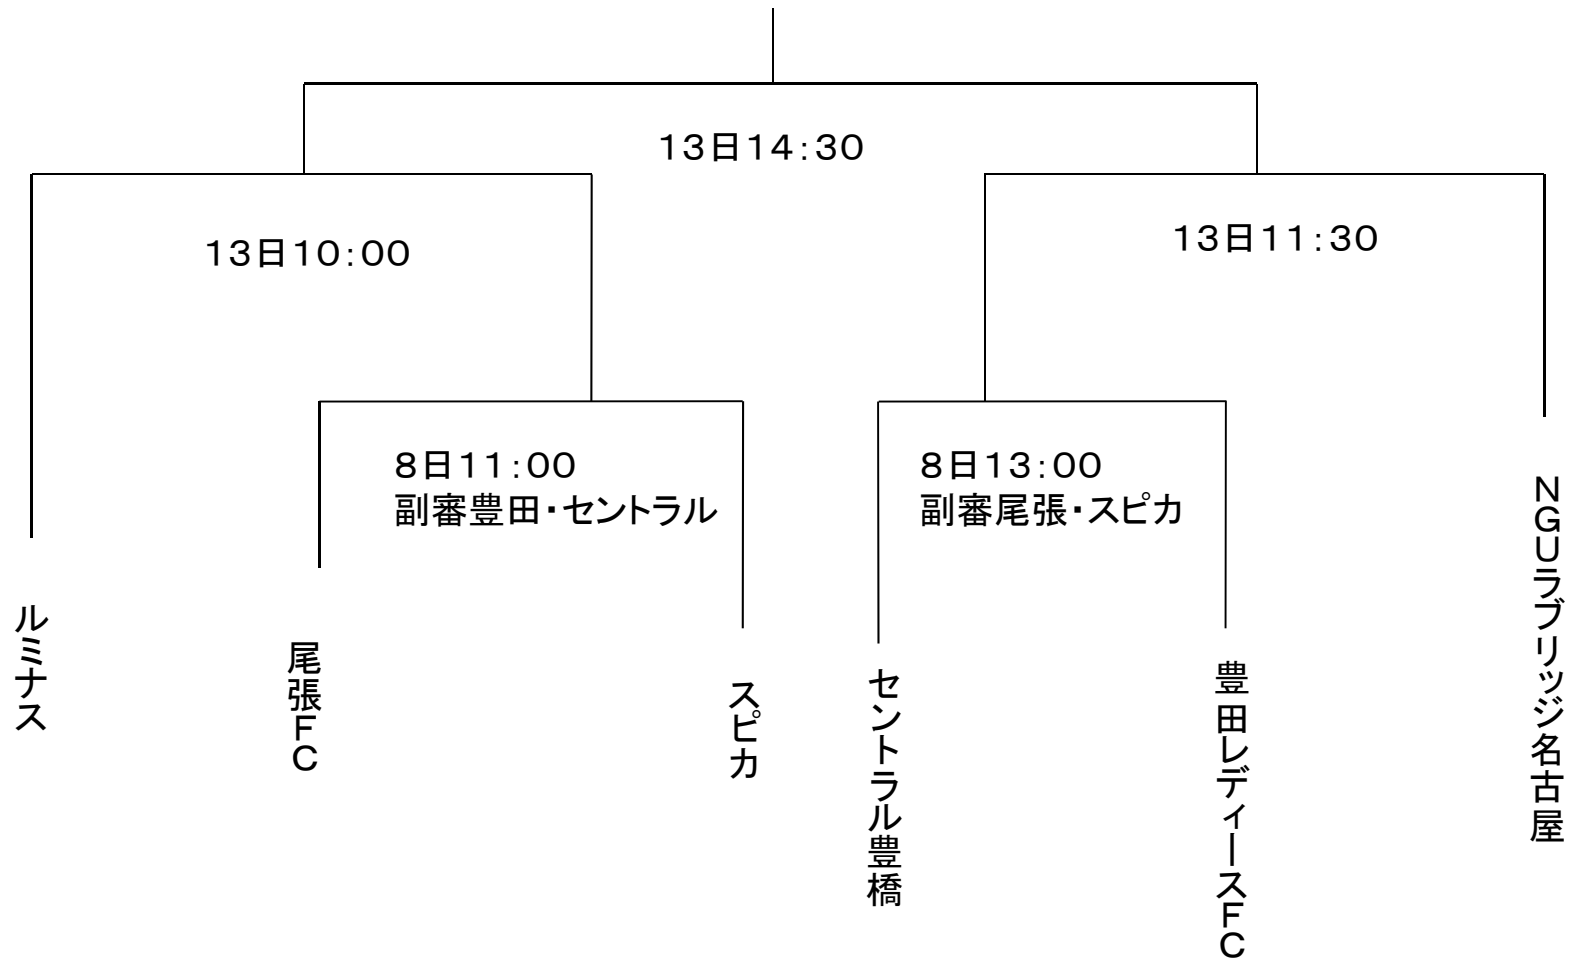 13日14:30
13日10:00
13日11:30
8日11:00
副審豊田・セントラル
8日13:00
副審尾張・スピカ
ルミナス
尾張FC
スピカ
セントラル豊橋
豊田レディースFC
NGUラブリッジ名古屋